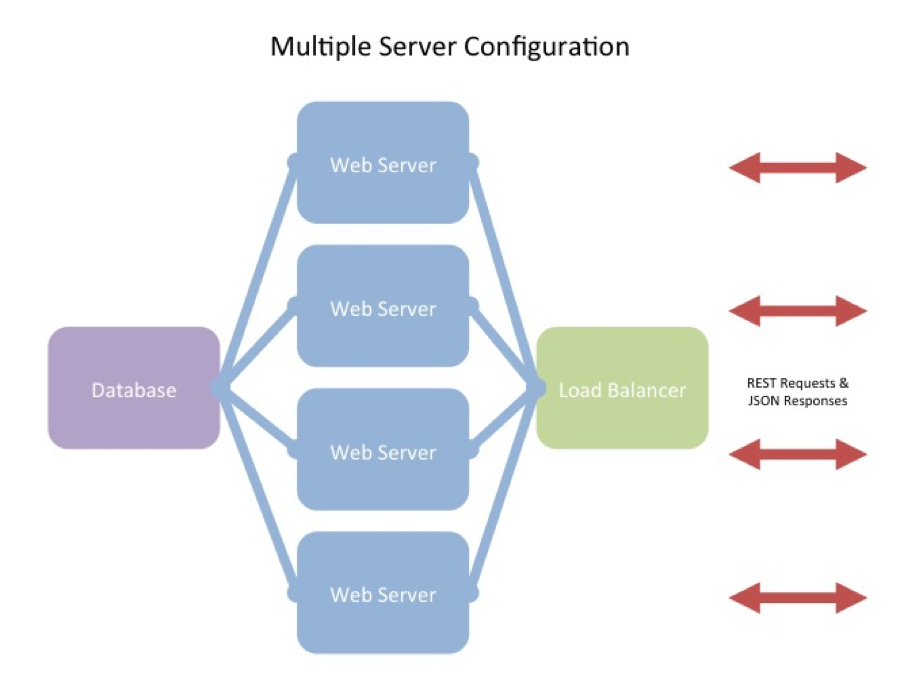 Multiple Server Configuration
Web Server
Web Server
Database
Load Balancer
REST Requests &
JSON Responses
Web Server
Web Server